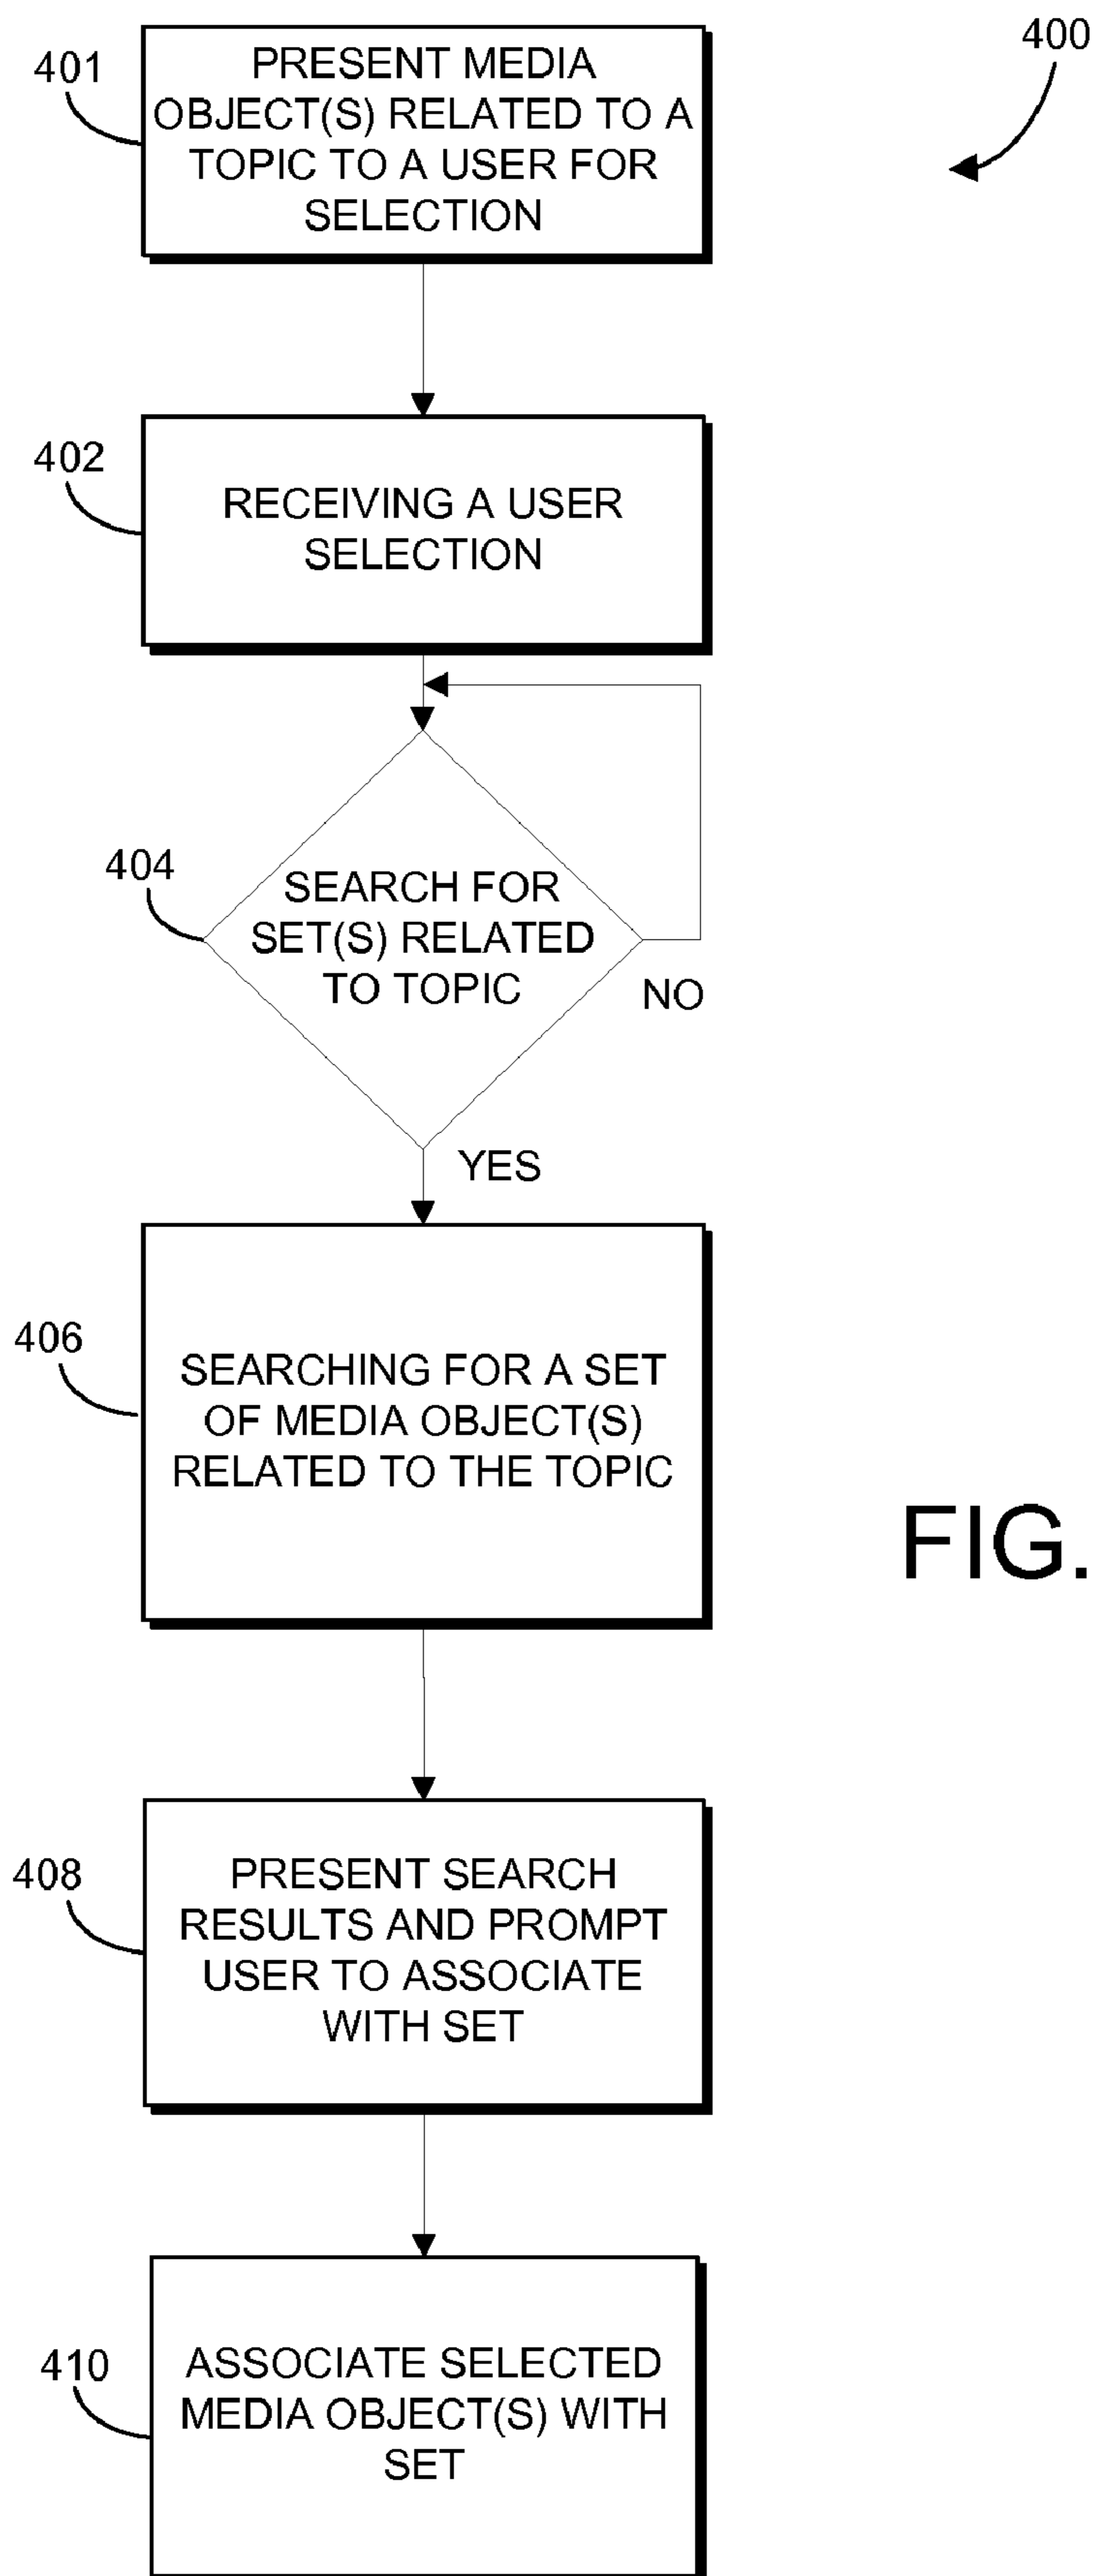 400
401
PRESENT MEDIA
OBJECT(S) RELATED TO A
TOPIC TO A USER FOR
SELECTION
402
RECEIVING A USER
SELECTION
404
SEARCH FOR
SET(S) RELATED
TO TOPIC
NO
YES
406
SEARCHING FOR A SET
OF MEDIA OBJECT(S)
RELATED TO THE TOPIC
FIG.
408
PRESENT SEARCH
RESULTS AND PROMPT
USER TO ASSOCIATE
WITH SET
410
ASSOCIATE SELECTED
MEDIA OBJECT(S) WITH
SET